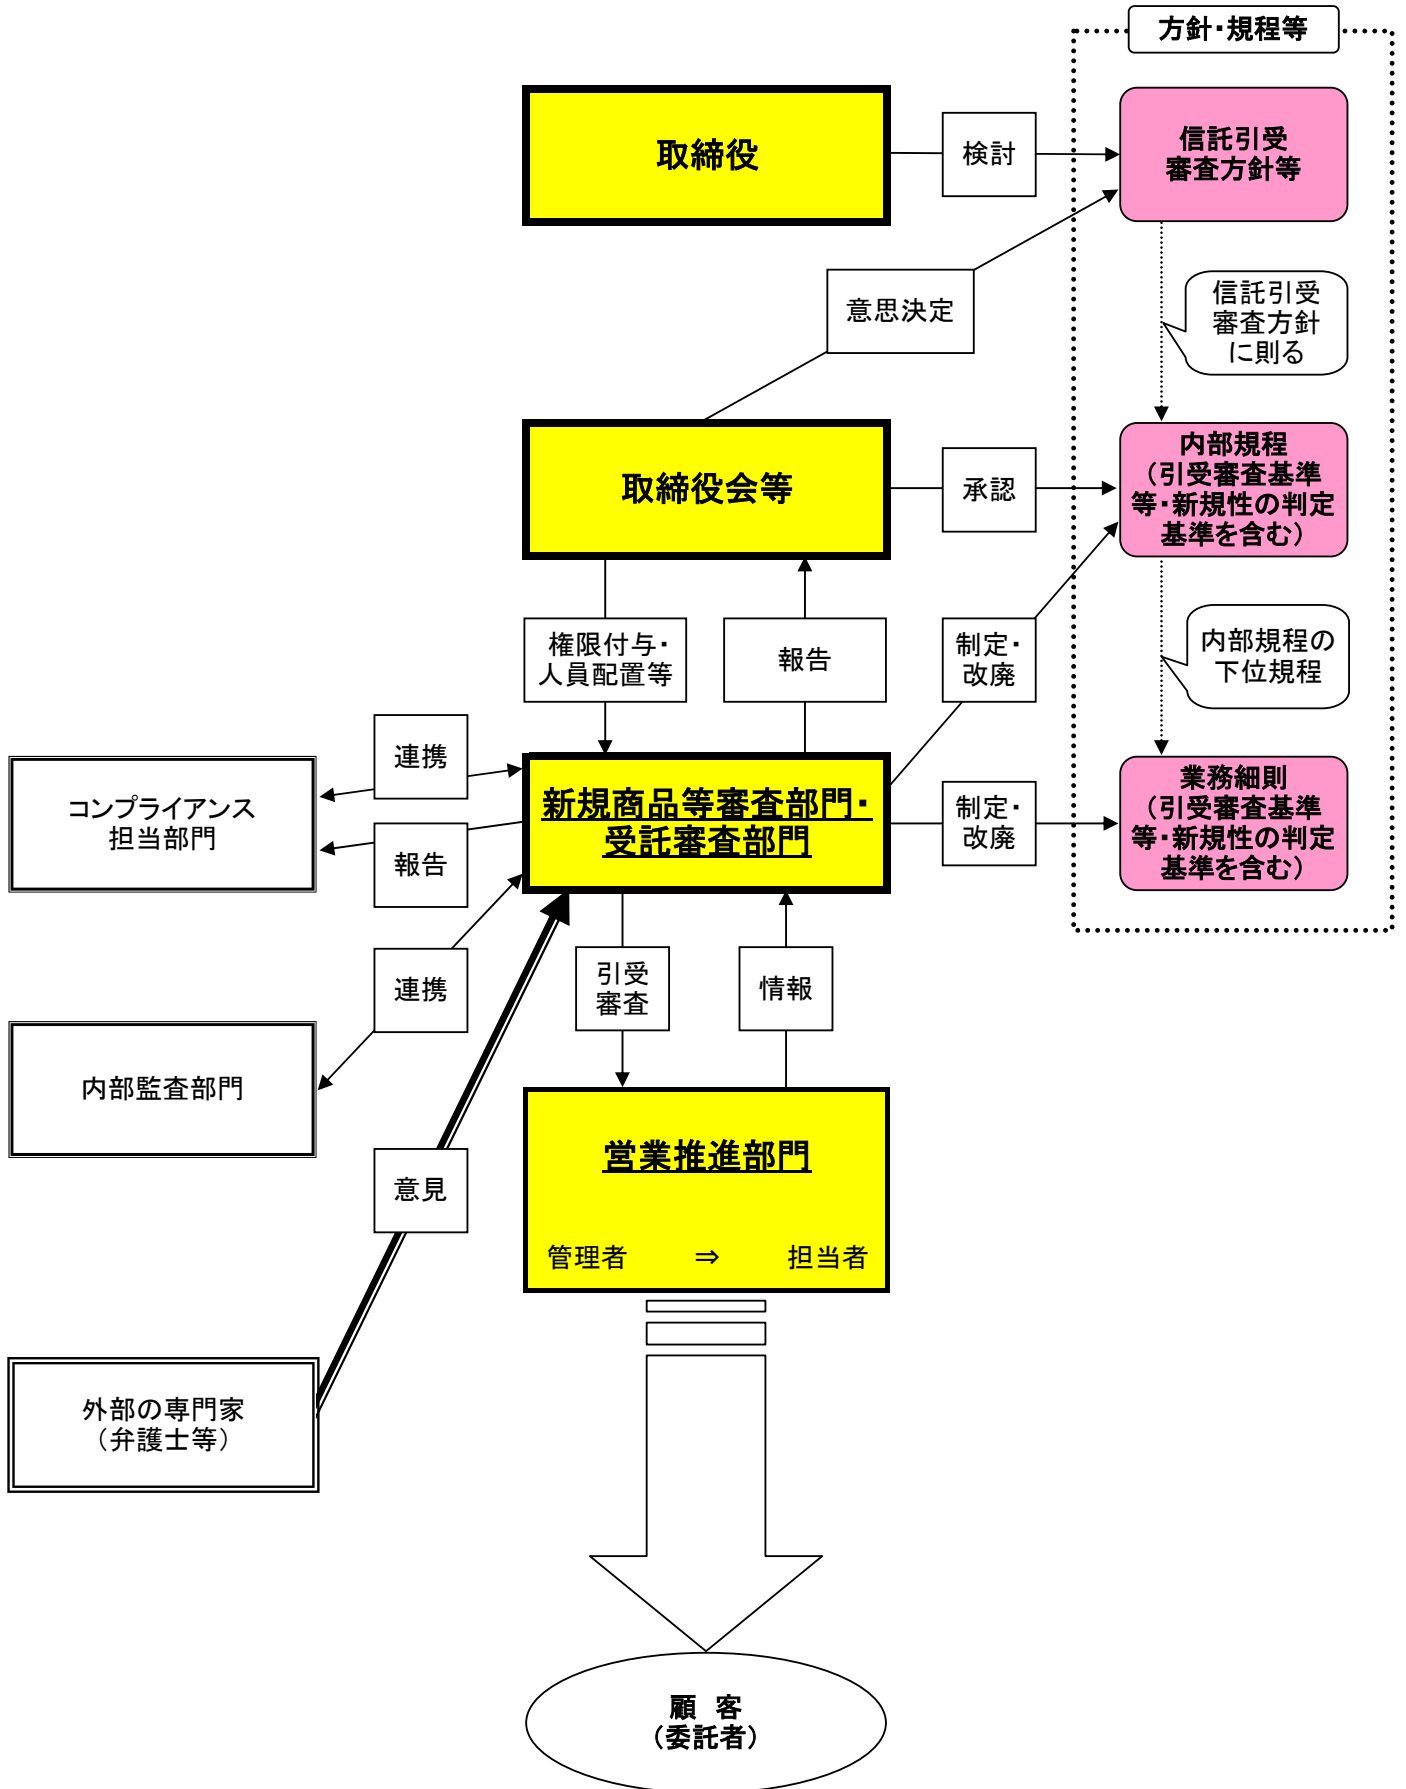 方針・規程等
取締役
検討
信託引受
審査方針等
意思決定
信託引受
審査方針
に則る
取締役会等
承認
内部規程
（引受審査基準
等・新規性の判定
基準を含む）
権限付与・
人員配置等
報告
制定・
改廃
内部規程の
下位規程
連携
コンプライアンス
担当部門
報告
新規商品等審査部門・
受託審査部門
制定・
改廃
業務細則
（引受審査基準
等・新規性の判定
基準を含む）
連携
引受
審査
情報
内部監査部門
営業推進部門
意見
管理者 ⇒ 担当者
外部の専門家
（弁護士等）
顧 客
（委託者）